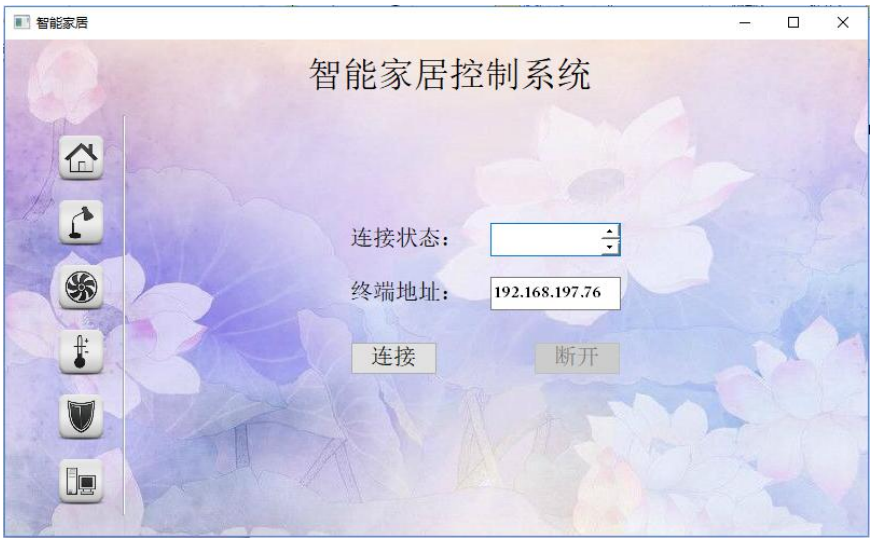 智能家居
智能家居控制系统
连接状态：
终端地址： 192.168.197.76
连接 断开